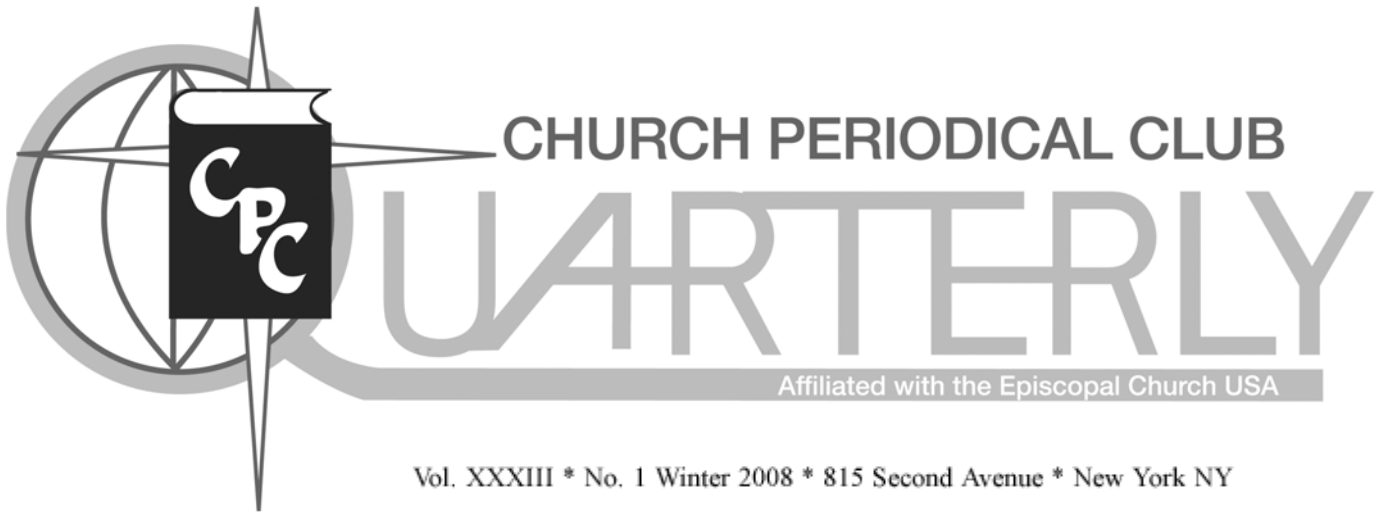 CHURCH PERIODICAL CLUB
CPC
QUARTERLY
Affiliated with the Episcopal Church USA
Vol. XXXIII * No. 1 Winter 2008 * 815 Second Avenue * New York NY